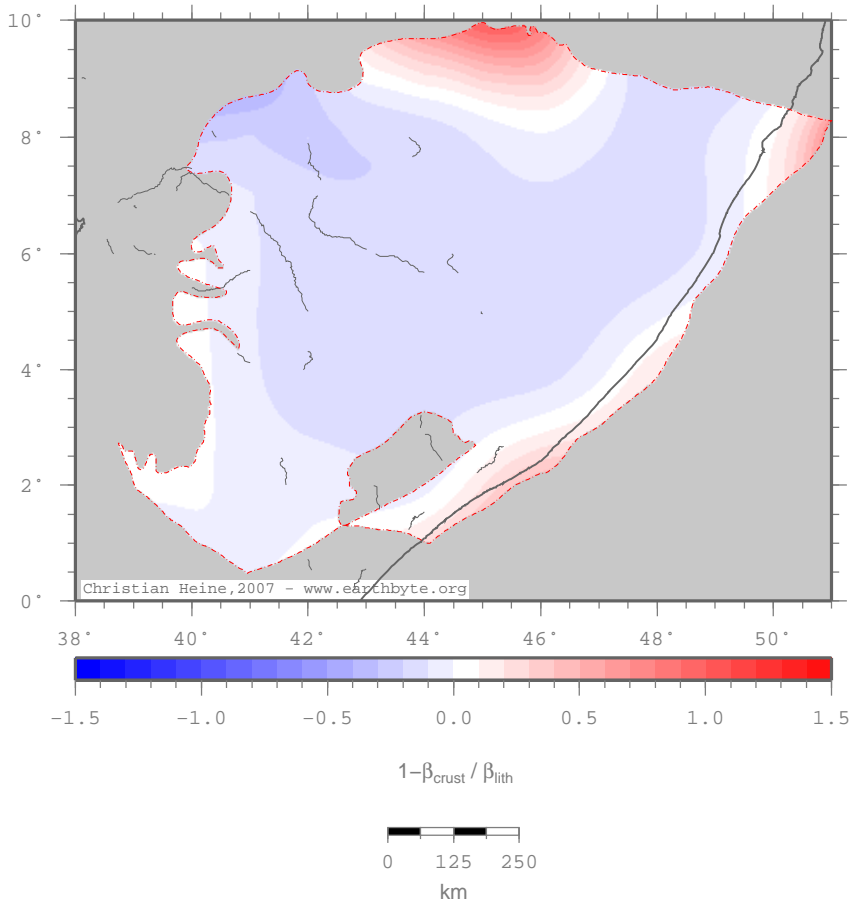 10°
8°
6°
4°
2°
0°
Christian Heine,2007 - www.earthbyte.org
38° 40° 42° 44° 46° 48° 50°
−1.5 −1.0 −0.5 0.0 0.5 1.0 1.5
1−βcrust / βlith
0 125 250
km